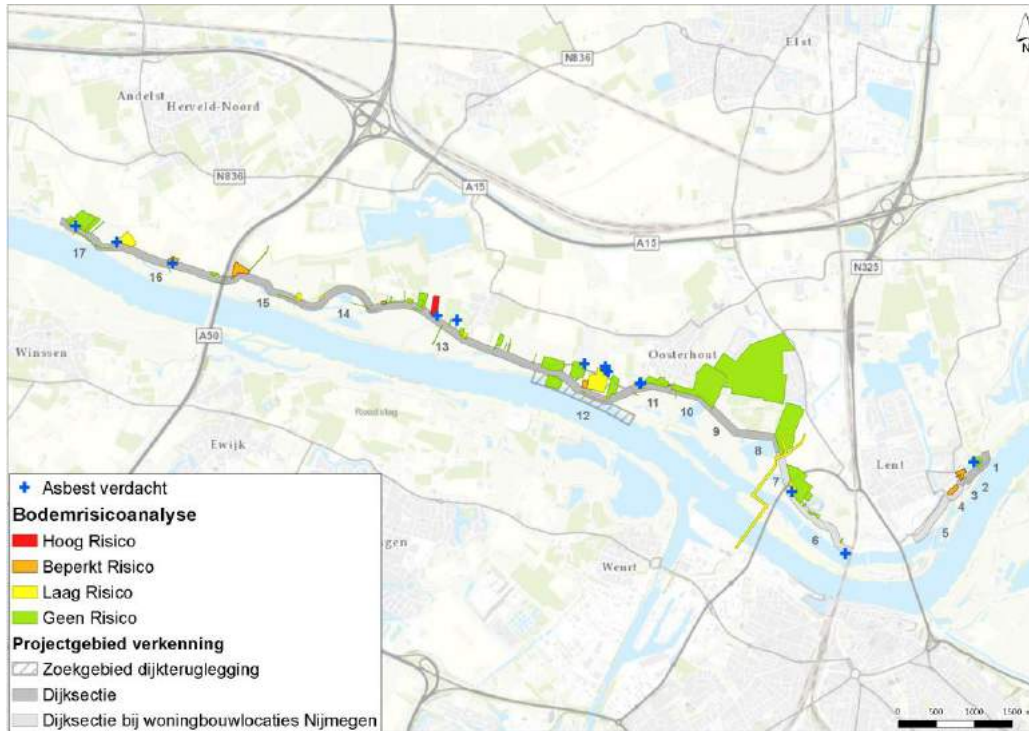 Elst
N836
N
Andelst
Herveld-Noord
N836
A15
A15
N325
17
16
15
14
A50
13
Winssen
Oosterhout
12
11
10
9
8
7
Lent
1
2
3
4
5
6
Ewijk
Weurt
Asbest verdacht
Bodemrisicoanalyse
Hoog Risico
Beperkt Risico
Laag Risico
Geen Risico
Projectgebied verkenning
Zoekgebied dijkteruglegging
Dijksectie
Dijksectie bij woningbouwlocaties Nijmegen
0 500 1000 1500